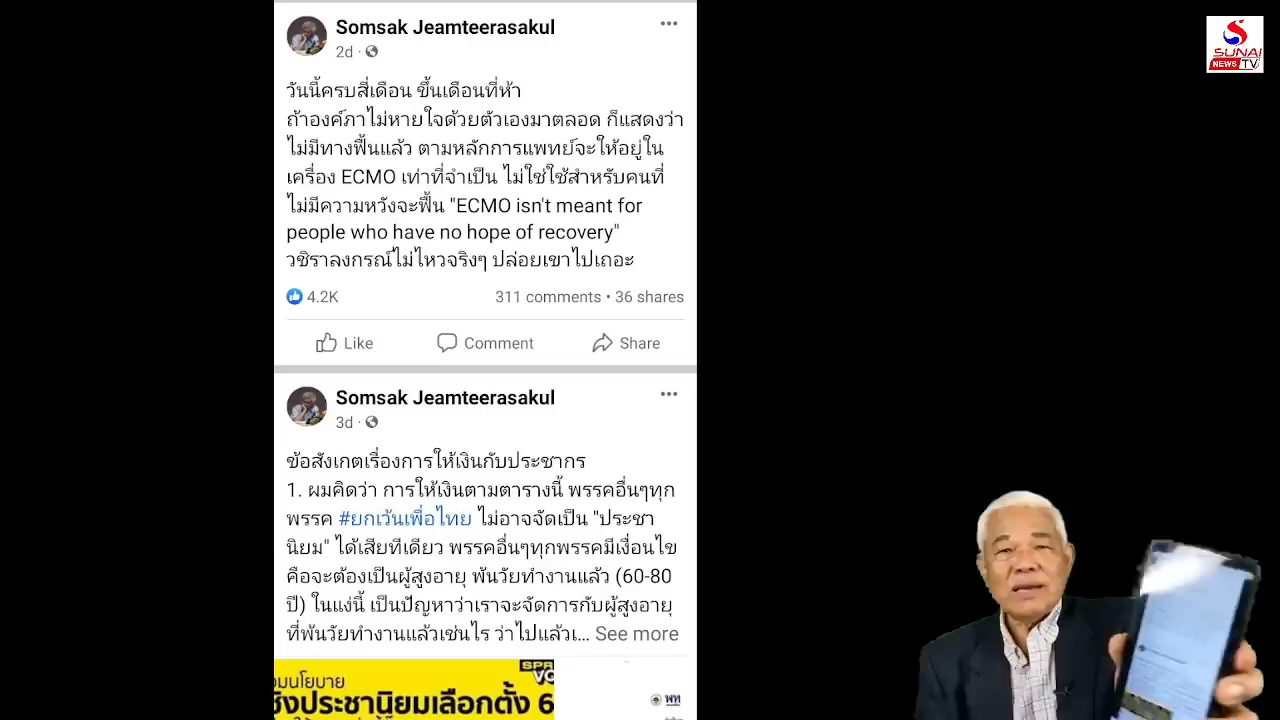 Somsak Jeamteerasakul
2d
วันนี้ครบสี่เดือน ขึ้นเดือนที่ห้า
ถ้าองค์ภาไม่หายใจด้วยตัวเองมาตลอด ก็แสดงว่า
ไม่มีทางฟื้นแล้ว ตามหลักการแพทย์จะให้อยู่ใน
เครื่อง ECMO เท่าที่จำเป็น ไม่ใช่ใช้สำหรับคนที่
ไม่มีความหวังจะฟื้น "ECMO isn't meant for
people who have no hope of recovery"
วชิราลงกรณ์ไม่ไหวจริงๆ ปล่อยเขาไปเถอะ
4.2K 311 comments • 36 shares
Like Comment Share
Somsak Jeamteerasakul
3d
ข้อสังเกตเรื่องการให้เงินกับประชากร
1. ผมคิดว่า การให้เงินตามตารางนี้ พรรคอื่นๆทุก
พรรค #ยกเว้นเพื่อไทย ไม่อาจจัดเป็น "ประชา
นิยม" ได้เสียทีเดียว พรรคอื่นๆทุกพรรคมีเงื่อนไข
คือจะต้องเป็นผู้สูงอายุ พ้นวัยทำงานแล้ว (60-80
ปี) ในแง่นี้ เป็นปัญหาว่าเราจะจัดการกับผู้สูงอายุ
ที่พ้นวัยทำงานแล้วเช่นไร ว่าไปแล้วเ... See more
มนโยบาย
ชิงประชานิยมเลือกตั้ง 6
SPR
VO
พท
SUNAI
NEWS TV